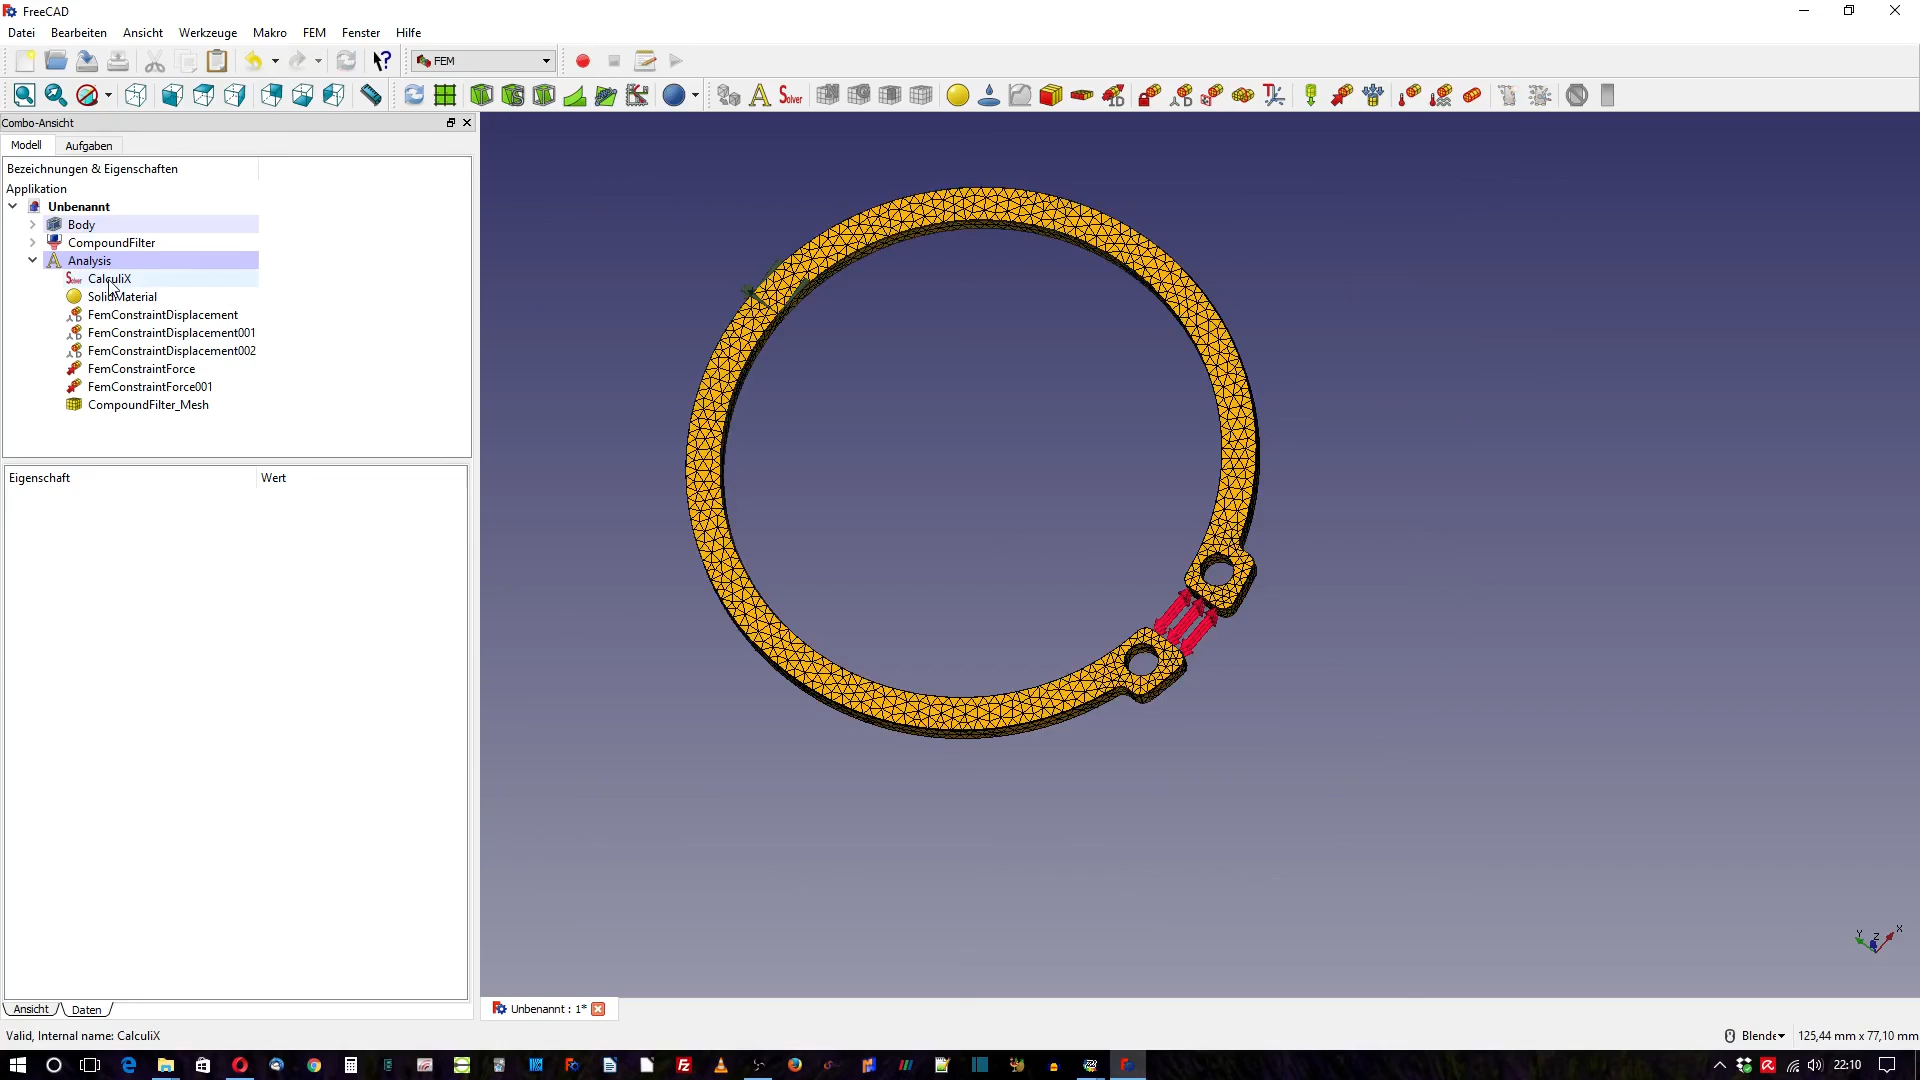 FreeCAD
Datei Bearbeiten Ansicht Werkzeuge Makro FEM Fenster Hilfe
FEM
Solver
1D
Combo-Ansicht
Modell Aufgaben
Bezeichnungen & Eigenschaften
Applikation
Unbenannt
Body
CompoundFilter
Analysis
CalculiX
SolidMaterial
FemConstraintDisplacement
FemConstraintDisplacement001
FemConstraintDisplacement002
FemConstraintForce
FemConstraintForce001
CompoundFilter_Mesh
Eigenschaft Wert
Y Z X
Ansicht Daten
Unbenannt : 1*
Valid, Internal name: CalculiX
Blende 125,44 mm x 77,10 mm
22:10